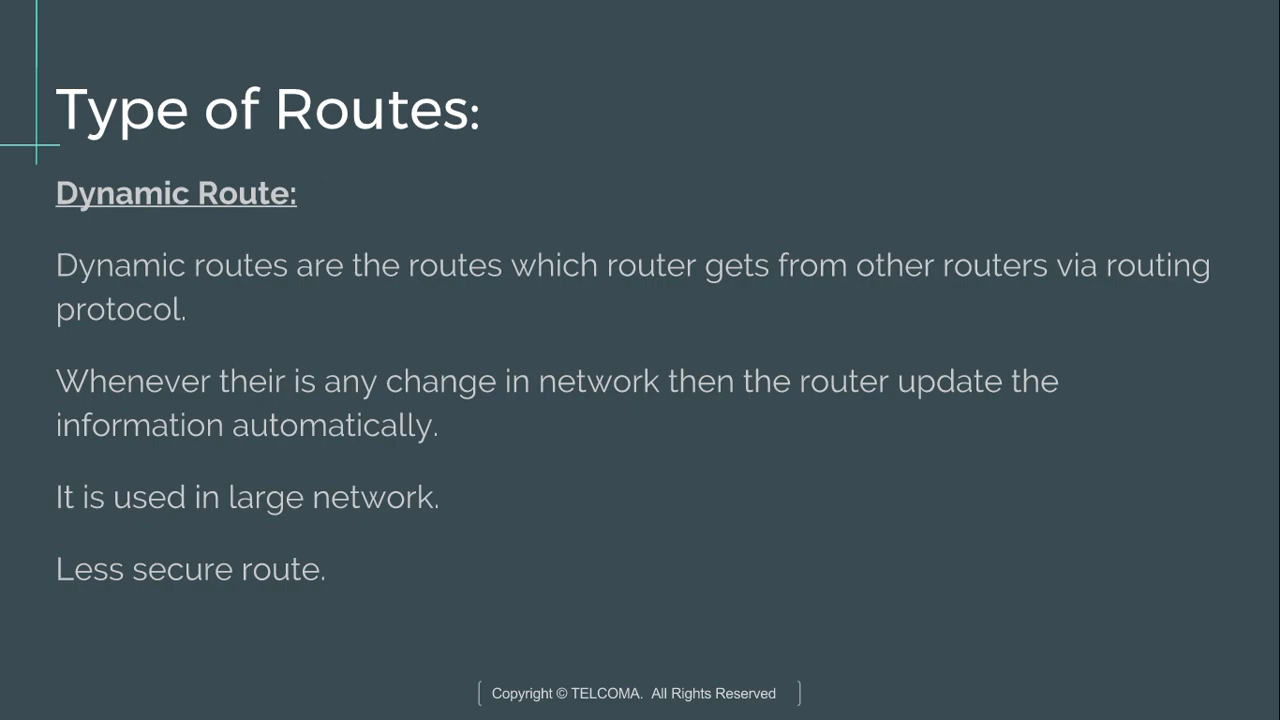 Type of Routes:
Dynamic Route:
Dynamic routes are the routes which router gets from other routers via routing
protocol.
Whenever their is any change in network then the router update the
information automatically.
It is used in large network.
Less secure route.
Copyright © TELCOMA. All Rights Reserved